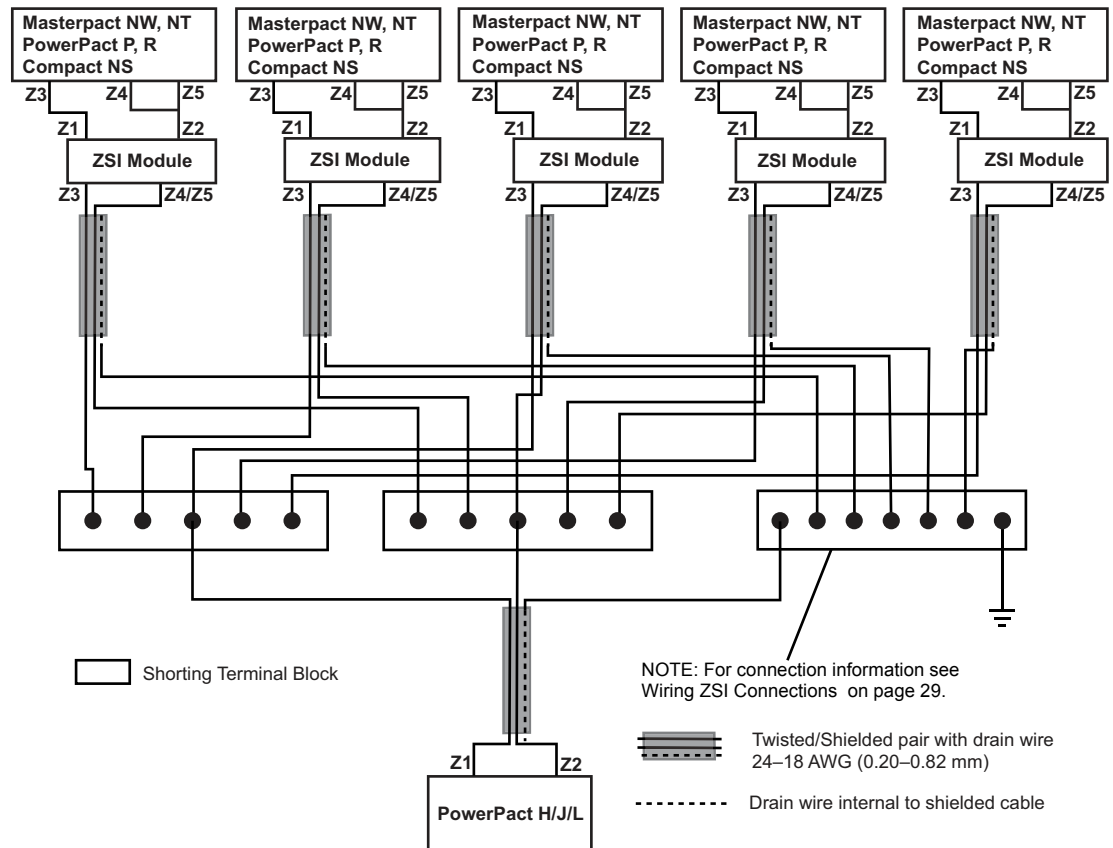 Masterpact NW, NT
PowerPact P, R
Compact NS
Masterpact NW, NT
PowerPact P, R
Compact NS
Masterpact NW, NT
PowerPact P, R
Compact NS
Masterpact NW, NT
PowerPact P, R
Compact NS
Masterpact NW, NT
PowerPact P, R
Compact NS
Z3 Z4 Z5
Z3 Z4 Z5
Z3 Z4 Z5
Z3 Z4 Z5
Z3 Z4 Z5
Z1 Z2
Z1 Z2
Z1 Z2
Z1 Z2
Z1 Z2
ZSI Module
ZSI Module
ZSI Module
ZSI Module
ZSI Module
Z3 Z4/Z5
Z3 Z4/Z5
Z3 Z4/Z5
Z3 Z4/Z5
Z3 Z4/Z5
Shorting Terminal Block
NOTE: For connection information see
Wiring ZSI Connections on page 29.
Twisted/Shielded pair with drain wire
24–18 AWG (0.20–0.82 mm)
Drain wire internal to shielded cable
Z1 Z2
PowerPact H/J/L